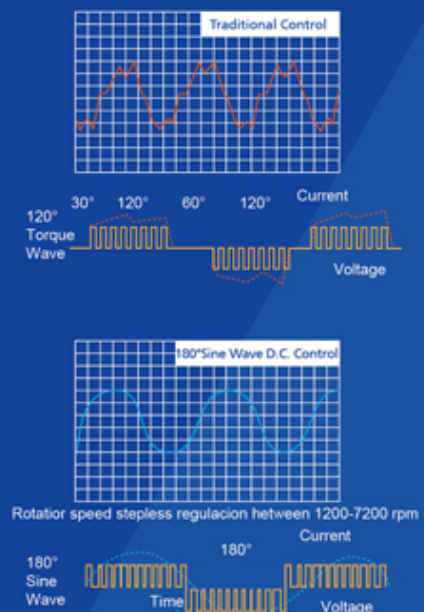 Traditional Control
30° 120° 60° 120° Current
120°
Torque
Wave
Voltage
180°Sine Wave D.C. Control
Rotatior speed stepless regulacion hetween 1200-7200 rpm
Current
180°
180°
Sine
Wave
Time
Voltage